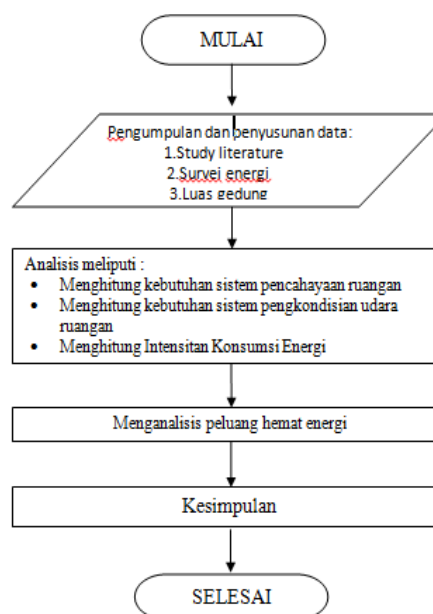 MULAI
Pengumpulan dan penyusunan data:
1.Study literature
2.Survei energi
3.Luas gedung
Analisis meliputi :
• Menghitung kebutuhan sistem pencahayaan ruangan
• Menghitung kebutuhan sistem pengkondisian udara
ruangan
• Menghitung Intensitan Konsumsi Energi
Menganalisis peluang hemat energi
Kesimpulan
SELESAI